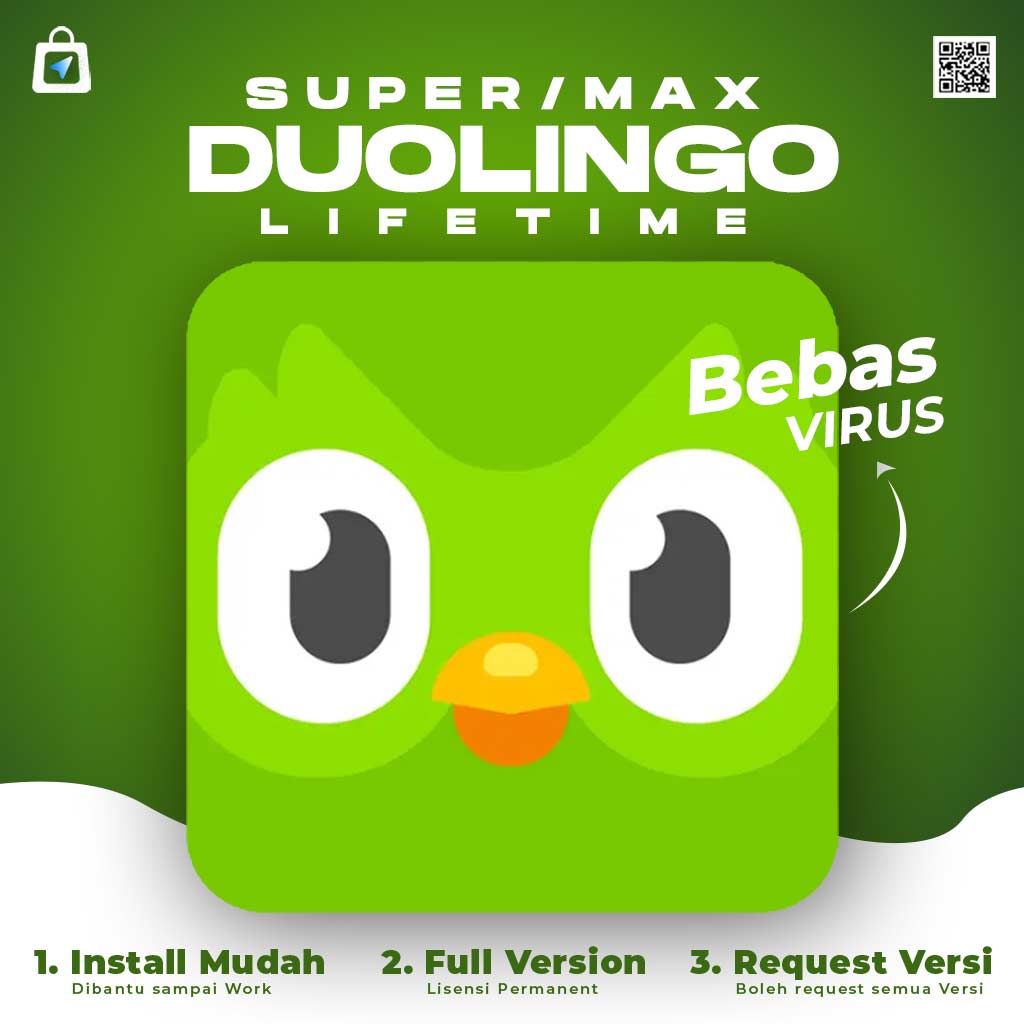 SUPER/MAX
DUOLINGO
LIFETIME
Bebas
VIRUS
1. Install Mudah
Dibantu sampai Work
2. Full Version
Lisensi Permanent
3. Request Versi
Boleh request semua Versi